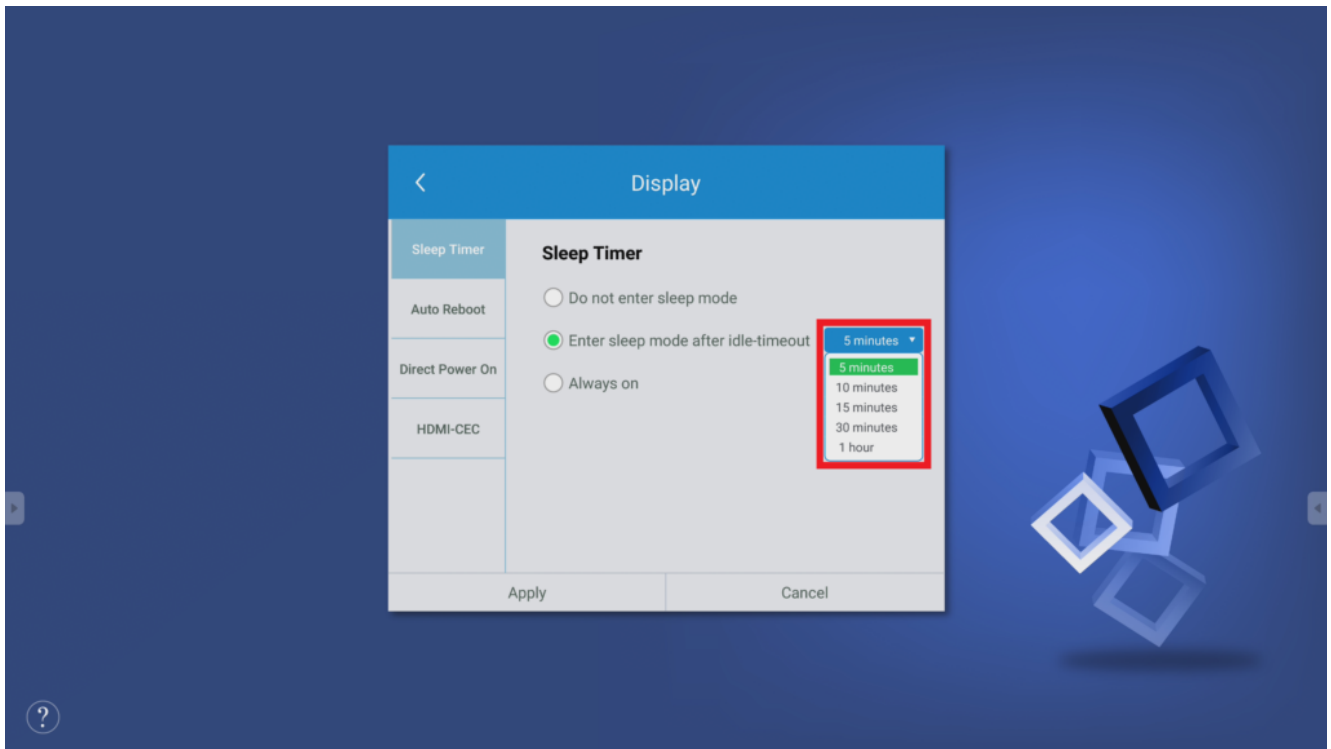 Display
Sleep Timer
Auto Reboot
Direct Power On
HDMI-CEC
Sleep Timer
Do not enter sleep mode
Enter sleep mode after idle-timeout
5 minutes
5 minutes
10 minutes
15 minutes
30 minutes
1 hour
Always on
Apply
Cancel
?